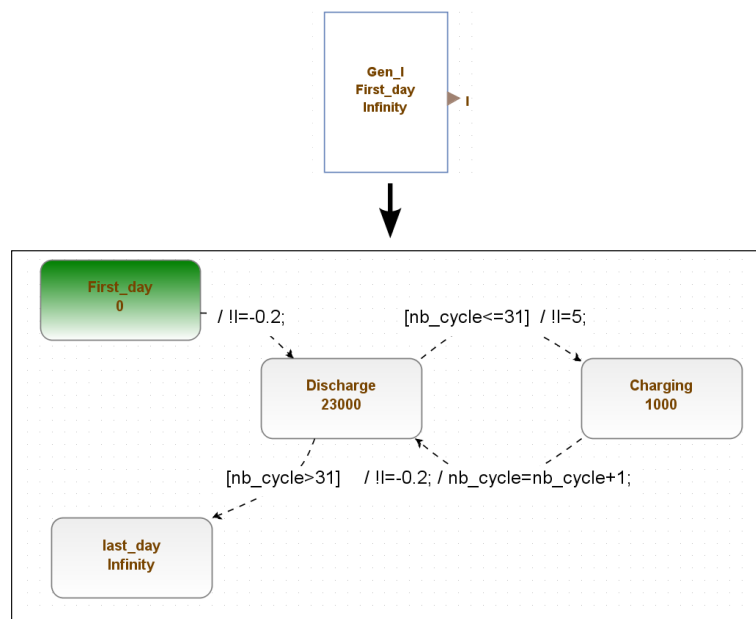 Gen_I
First_day
Infinity
I
First_day
0
/ !I=-0.2;
[nb_cycle<=31] / !I=5;
Discharge
23000
Charging
1000
[nb_cycle>31]
/ !I=-0.2; / nb_cycle=nb_cycle+1;
last_day
Infinity